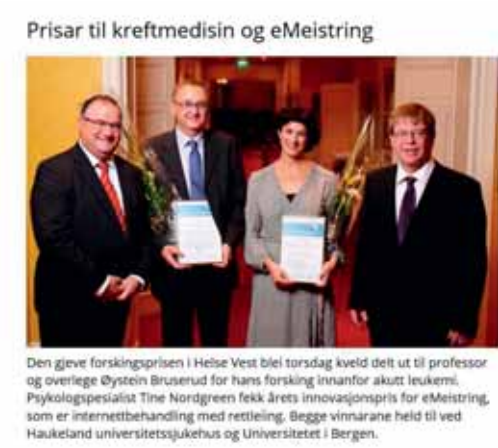 Prisar til kreftmedisin og eMeistring
Den gjeve forskingsprisen i Helse Vest blei torsdag kveld delt ut til professor
og overlege Øystein Bruserud for hans forsking innanfor akutt leukemi.
Psykologspesialist Tine Nordgreen fekk årets innovasjonspris for eMeistring,
som er internettbehandling med rettleiing. Begge vinnarane held til ved
Haukeland universitetssjukehus og Universitetet i Bergen.